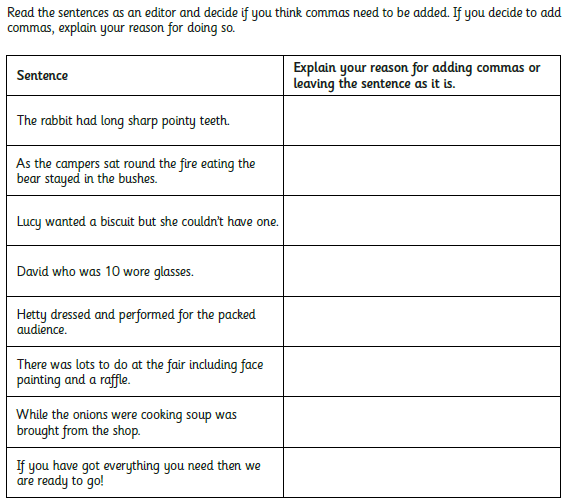 Read the sentences as an editor and decide if you think commas need to be added. If you decide to add
commas, explain your reason for doing so.
Sentence
Explain your reason for adding commas or
leaving the sentence as it is.
The rabbit had long sharp pointy teeth.
As the campers sat round the fire eating the
bear stayed in the bushes.
Lucy wanted a biscuit but she couldn't have one.
David who was 10 wore glasses.
Hetty dressed and performed for the packed
audience.
There was lots to do at the fair including face
painting and a raffle.
While the onions were cooking soup was
brought from the shop.
If you have got everything you need then we
are ready to go!